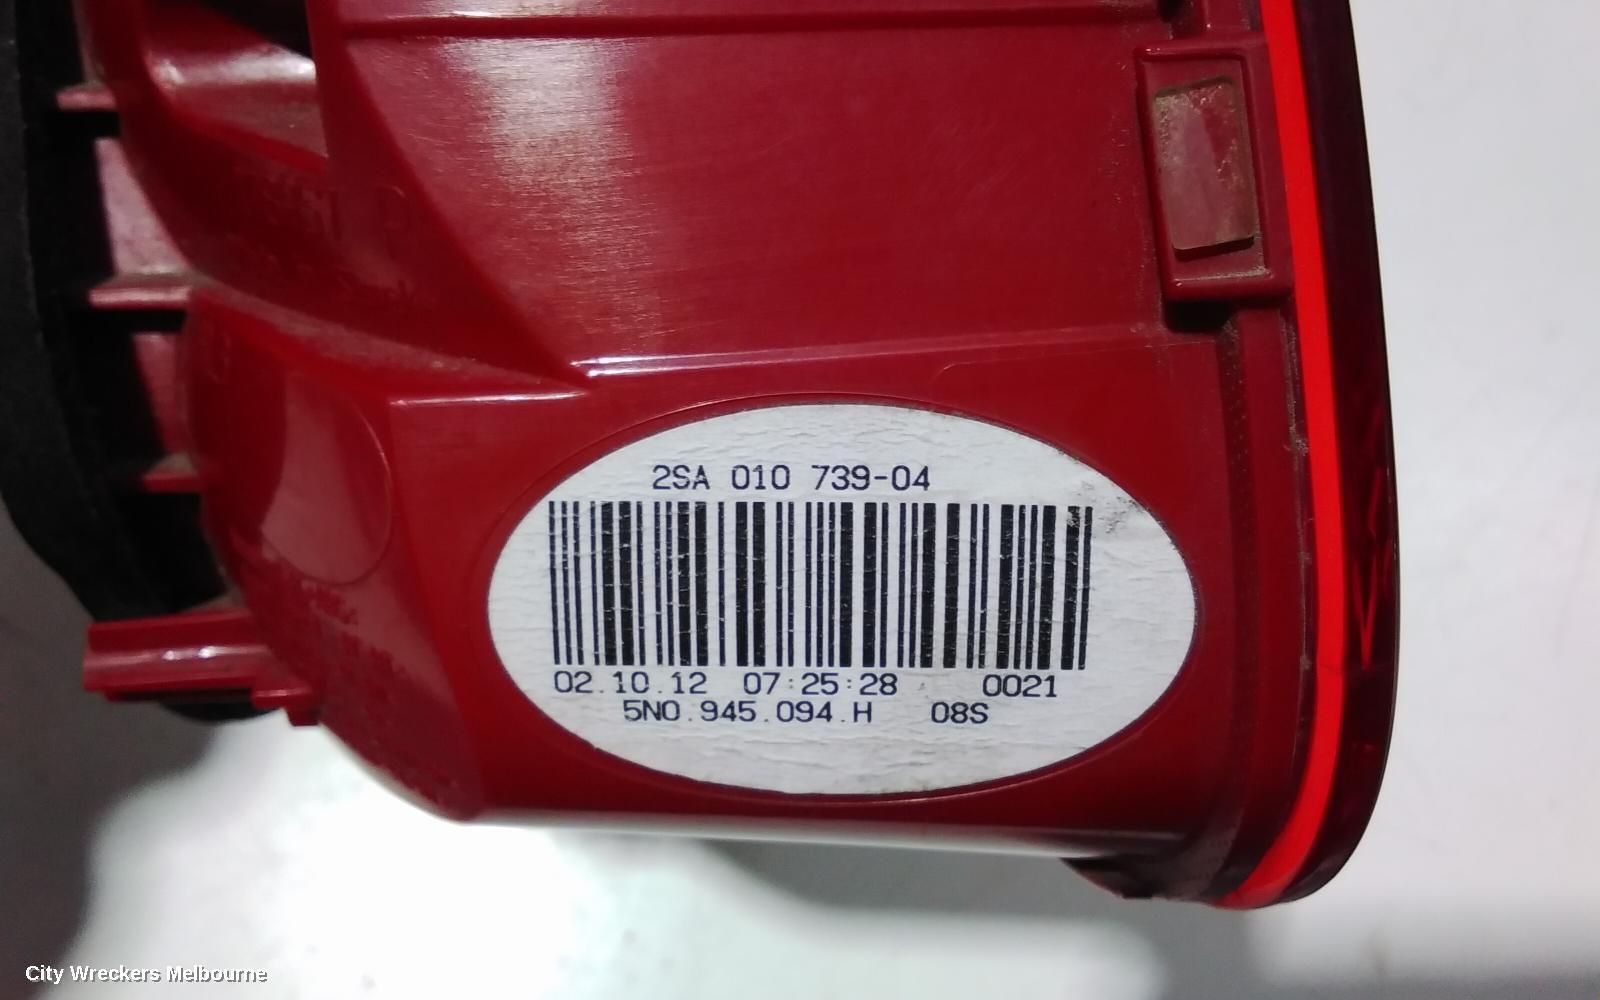 2SA 010 739-04
02.10.12 07:25:28 0021
5N0.945.094.H 08S
City Wreckers Melbourne